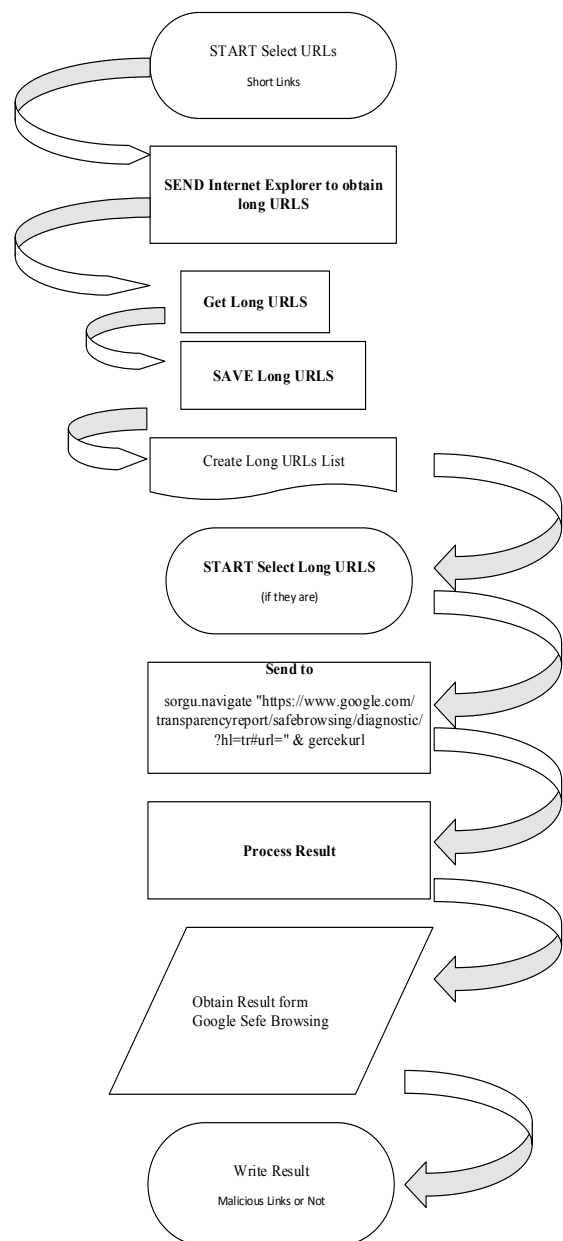 START Select URLs
Short Links
SEND Internet Explorer to obtain
long URLS
Get Long URLS
SAVE Long URLS
Create Long URLs List
START Select Long URLS
(if they are)
Send to
sorgu.navigate "https://www.google.com/
transparencyreport/safebrowsing/diagnostic/
?hl=tr#url=" & gercekurl
Process Result
Obtain Result form
Google Sefe Browsing
Write Result
Malicious Links or Not